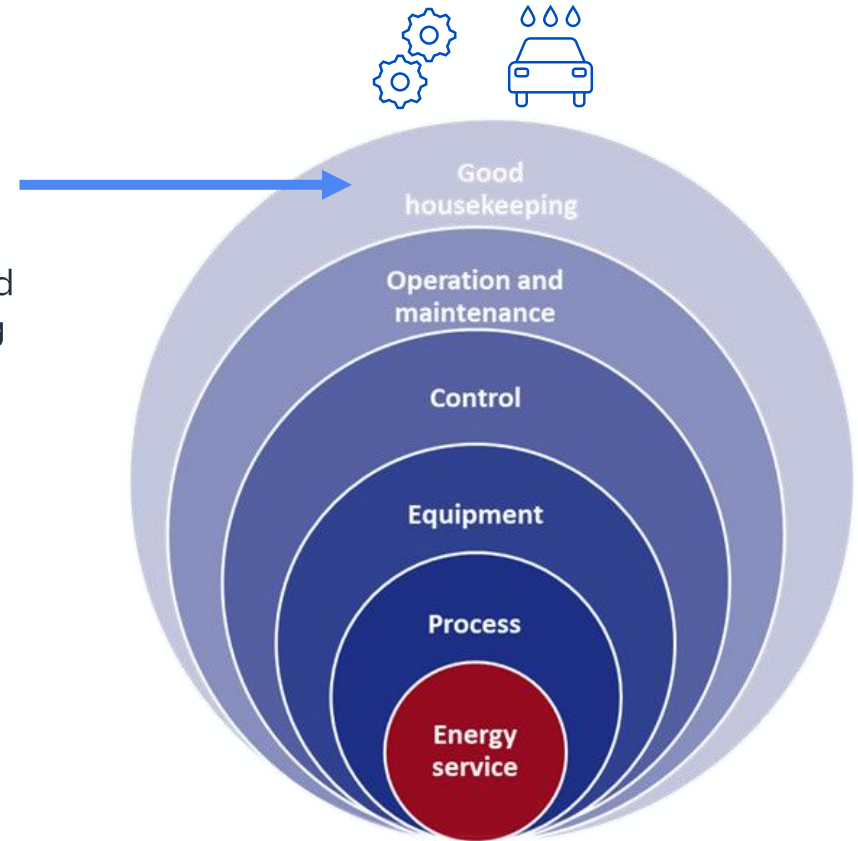 Good
housekeeping
d
g
Operation and
maintenance
Control
Equipment
Process
Energy
service